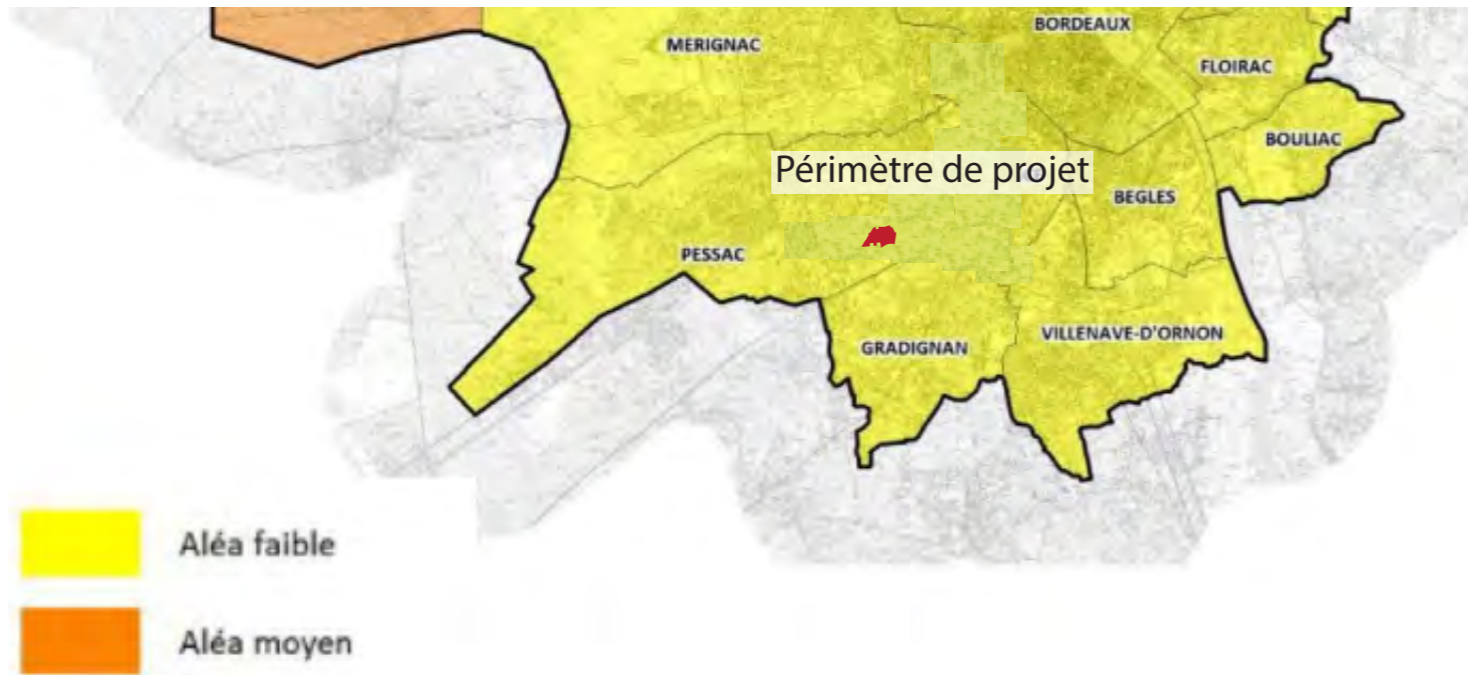 BORDEAUX
MERIGNAC
FLOIRAC
BOULIAC
Périmètre de projet
BEGLES
PESSAC
VILLENAVE-D'ORNON
GRADIGNAN
Aléa faible
Aléa moyen